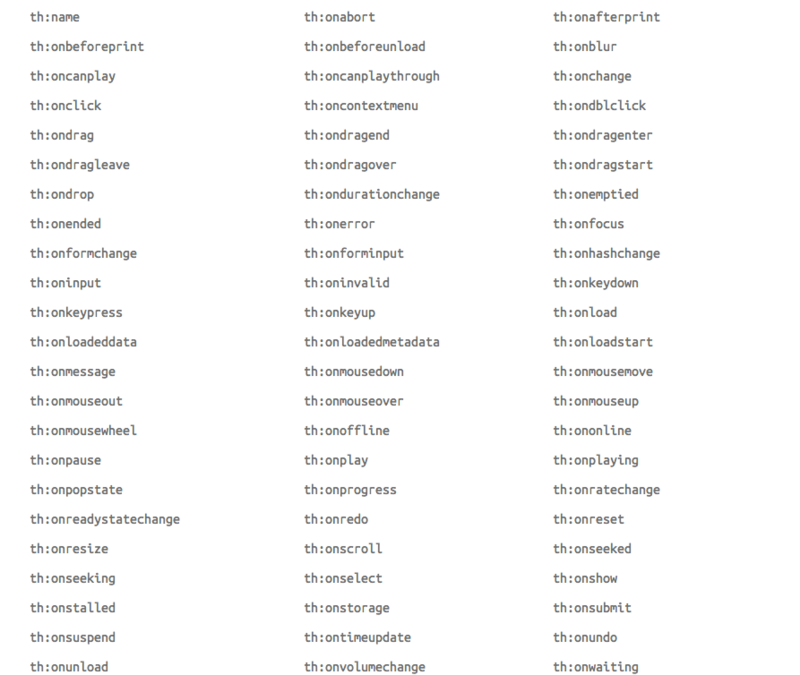 th:name th:onabort th:onafterprint
th:onbeforeprint th:onbeforeunload th:onblur
th:oncanplay th:oncanplaythrough th:onchange
th:onclick th:oncontextmenu th:ondblclick
th:ondrag th:ondragend th:ondragenter
th:ondragleave th:ondragover th:ondragstart
th:ondrop th:ondurationchange th:onemptied
th:onended th:onerror th:onfocus
th:onformchange th:onforminput th:onhashchange
th:oninput th:oninvalid th:onkeydown
th:onkeypress th:onkeyup th:onload
th:onloadeddata th:onloadedmetadata th:onloadstart
th:onmessage th:onmousedown th:onmousemove
th:onmouseout th:onmouseover th:onmouseup
th:onmousewheel th:onoffline th:ononline
th:onpause th:onplay th:onplaying
th:onpopstate th:onprogress th:onratechange
th:onreadystatechange th:onredo th:onreset
th:onresize th:onscroll th:onseeked
th:onseeking th:onselect th:onshow
th:onstalled th:onstorage th:onsubmit
th:onsuspend th:ontimeupdate th:onundo
th:onunload th:onvolumechange th:onwaiting